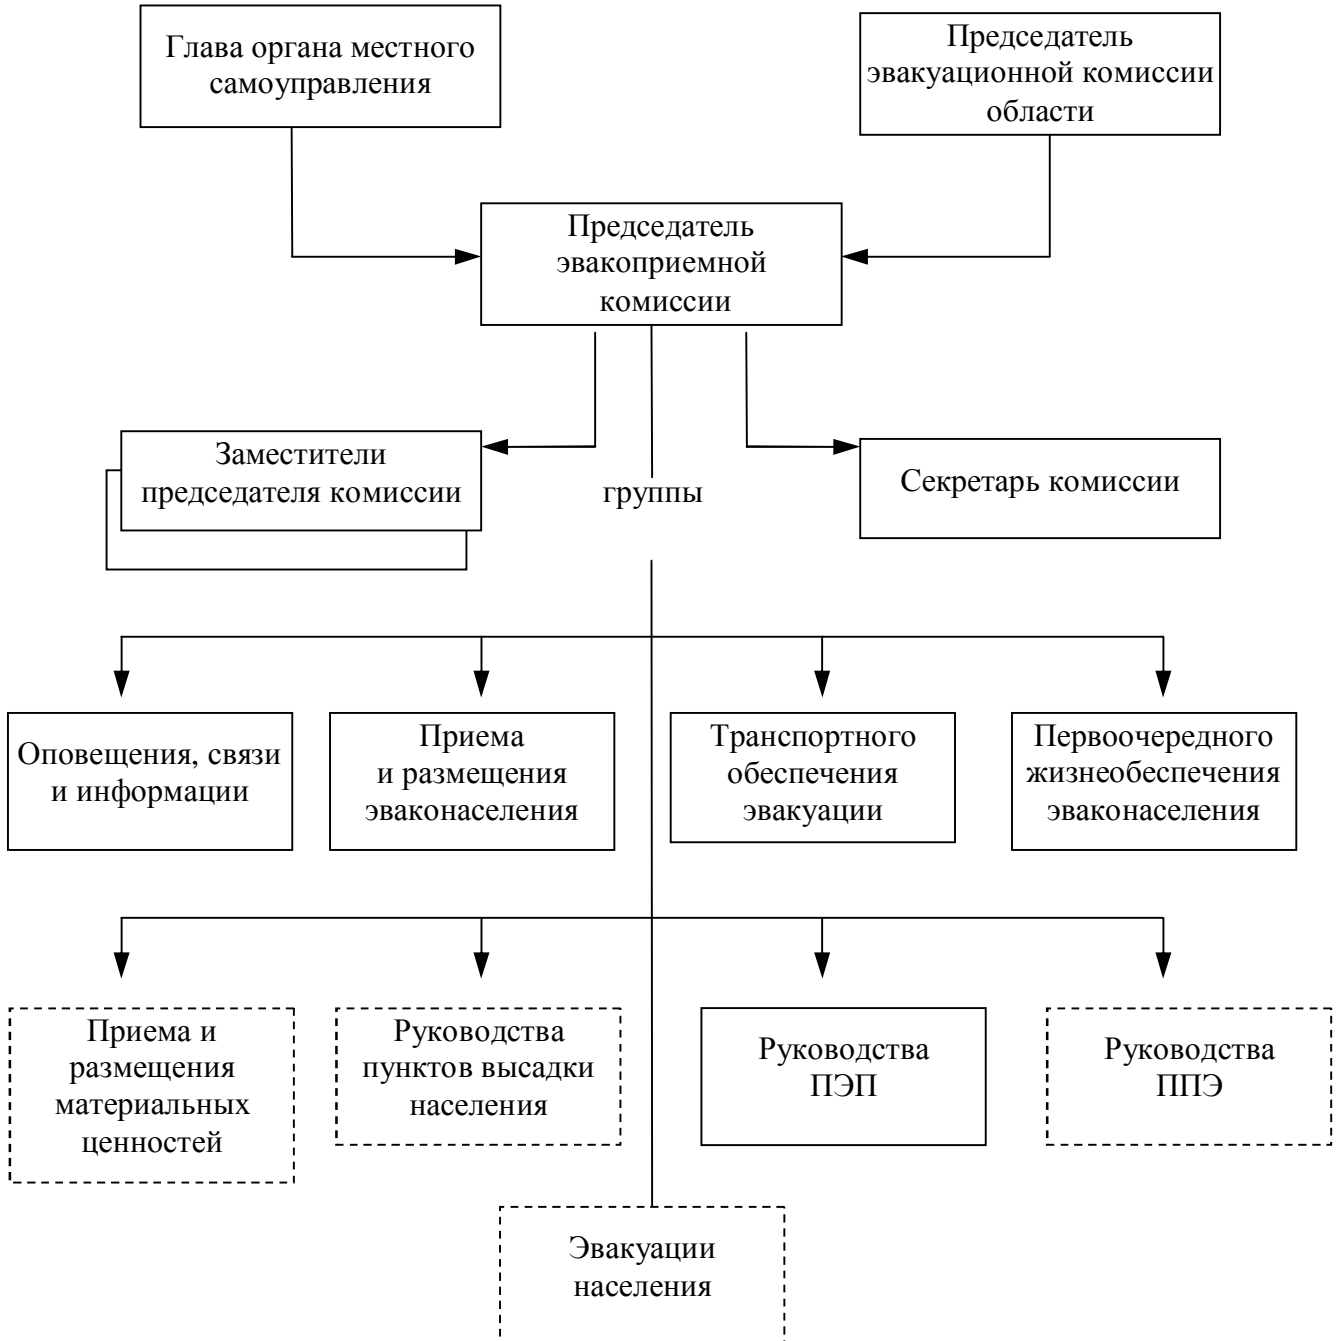 Глава органа местного
самоуправления
Председатель
эвакуационной комиссии
области
Председатель
эвакоприемной
комиссии
Заместители
председателя комиссии
группы
Секретарь комиссии
Оповещения, связи
и информации
Приема
и размещения
эваконаселения
Транспортного
обеспечения
эвакуации
Первоочередного
жизнеобеспечения
эваконаселения
Приема и
размещения
материальных
ценностей
Руководства
пунктов высадки
населения
Руководства
ПЭП
Руководства
ППЭ
Эвакуации
населения